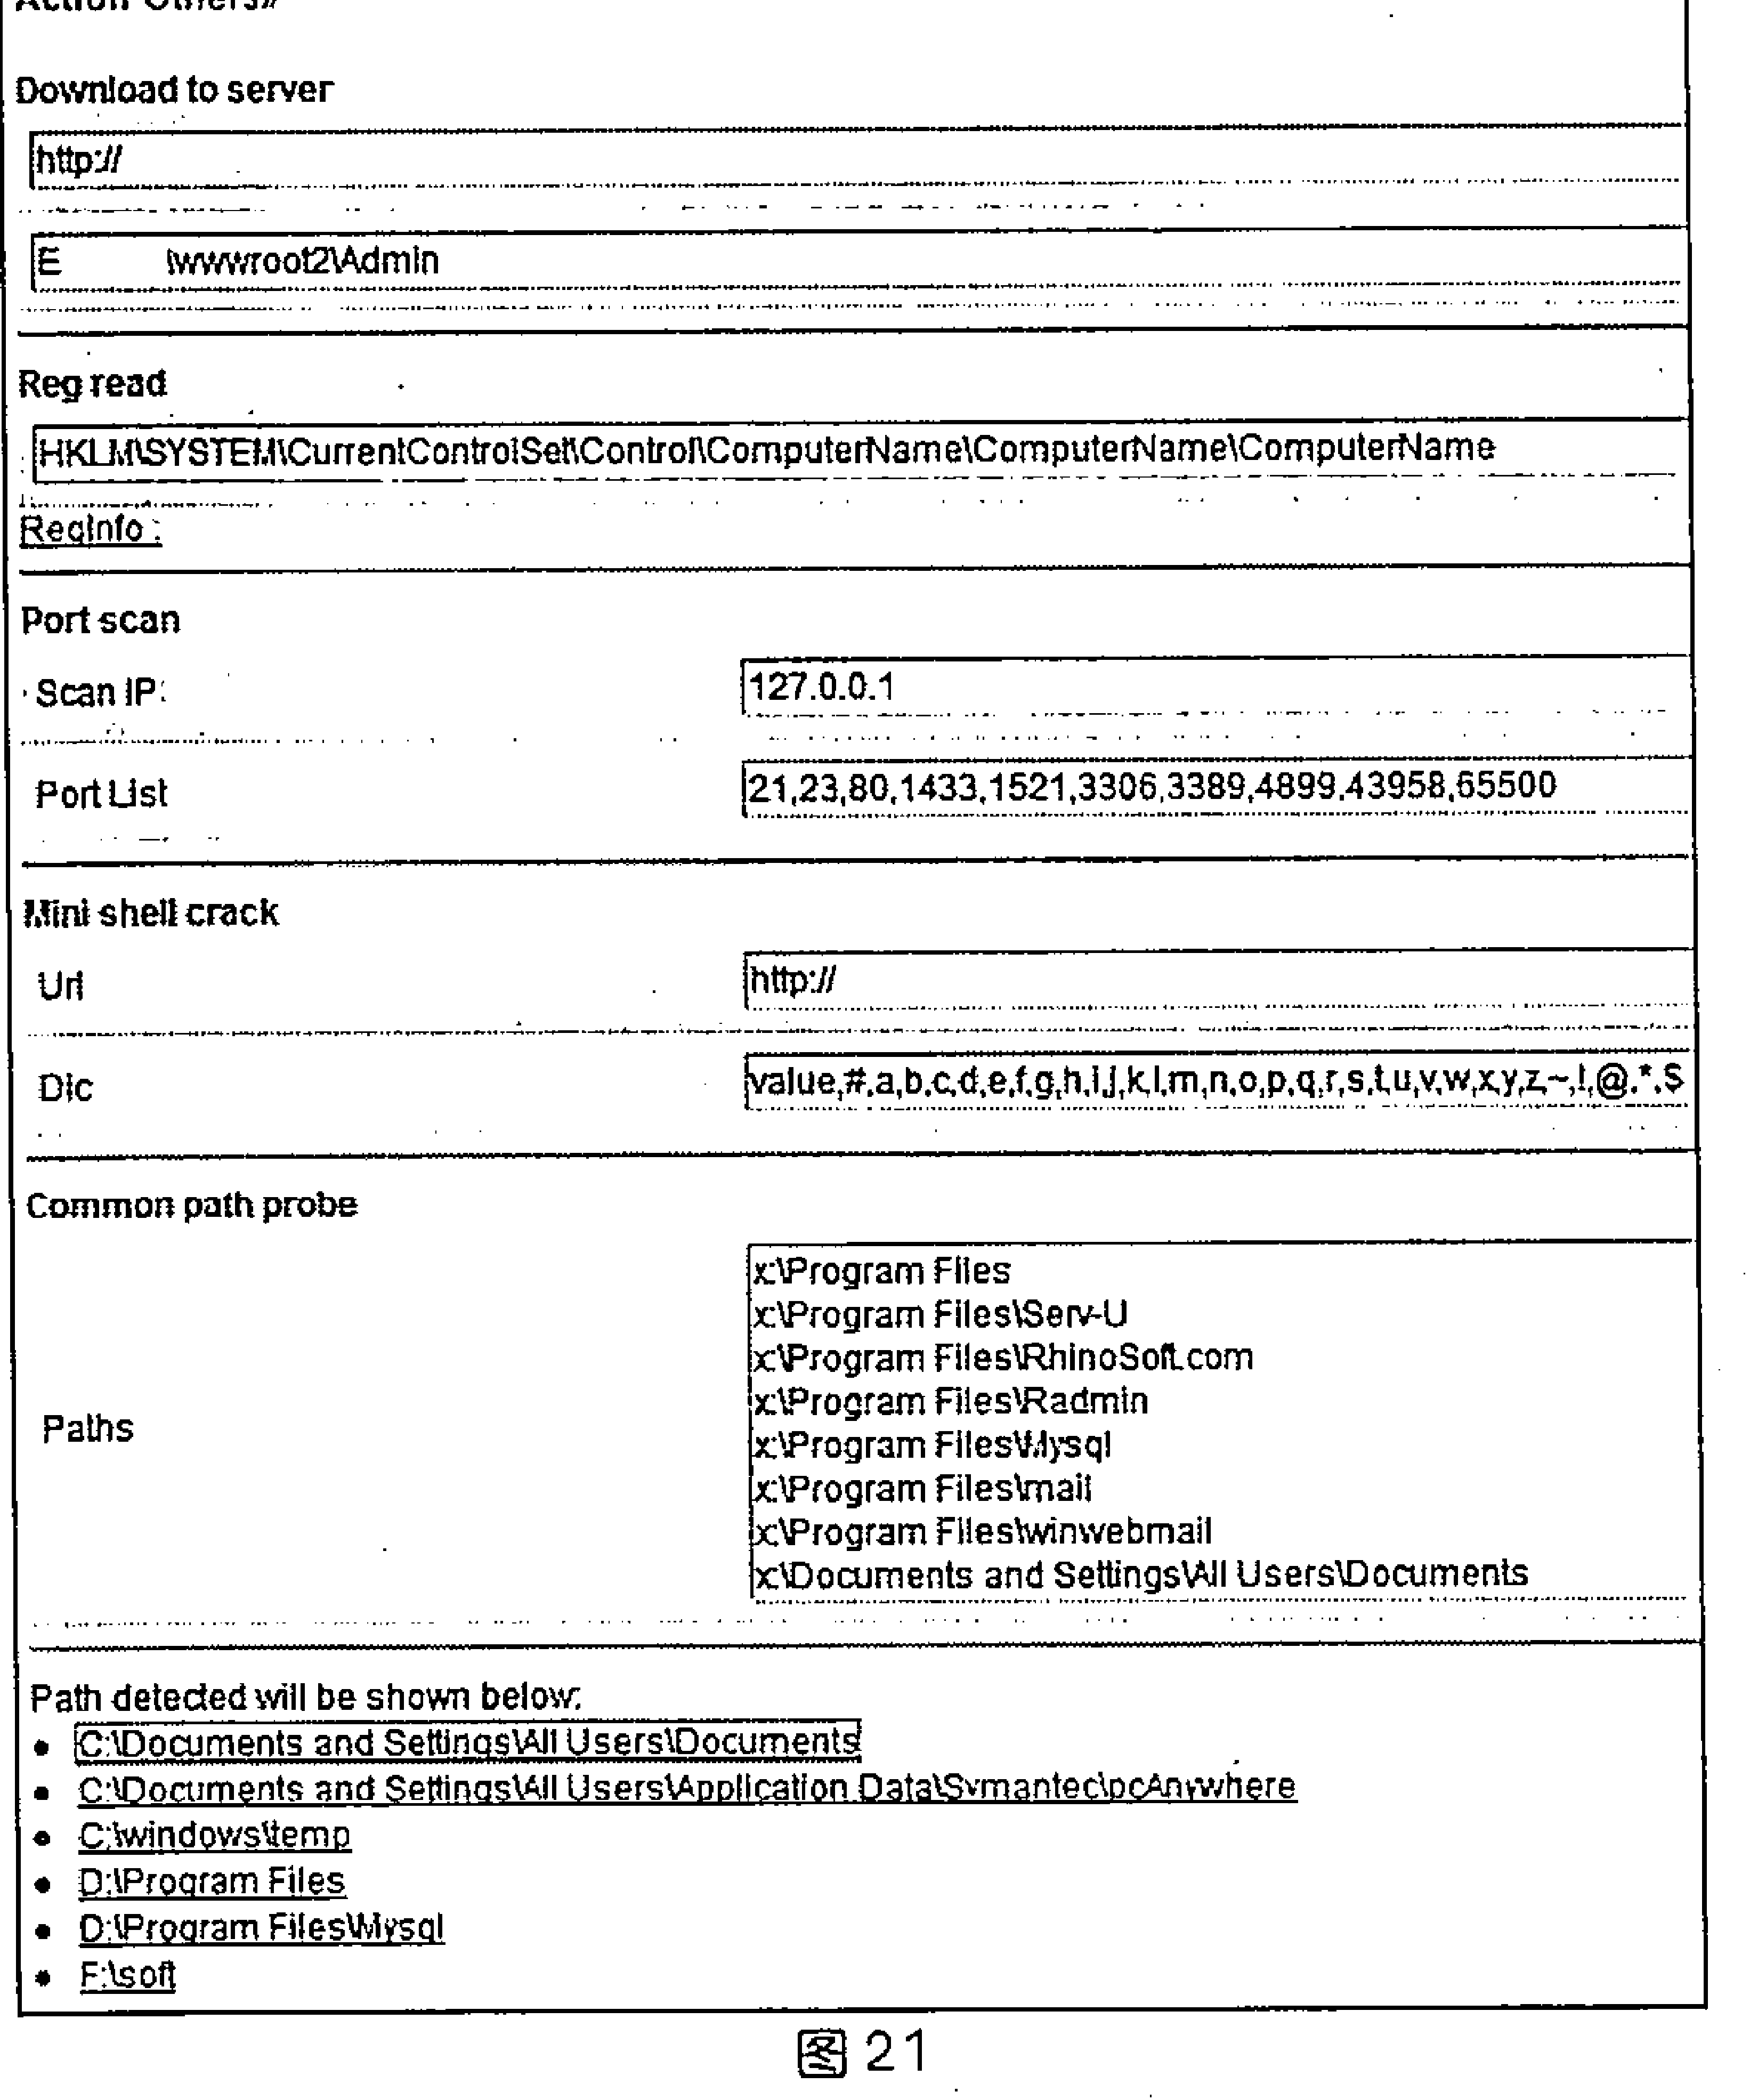 Action Others//
Download to server
http://
E \wwwroot2\Admin
Reg read
HKLM\SYSTEM\CurrentControlSet\Control\ComputerName\ComputerName\ComputerName
RegInfo :
Port scan
Scan IP:
127.0.0.1
Port List
21,23,80,1433,1521,3306,3389,4899,43958,65500
Mini shell crack
Url
http://
Dic
value,#,a,b,c,d,e,f,g,h,i,j,k,l,m,n,o,p,q,r,s,t,u,v,w,x,y,z,~,!,@,*,$
Common path probe
Paths
x:\Program Files
x:\Program Files\Serv-U
x:\Program Files\RhinoSoft.com
x:\Program Files\Radmin
x:\Program Files\Mysql
x:\Program Files\mail
x:\Program Files\winwebmail
x:\Documents and Settings\All Users\Documents
Path detected will be shown below:
• C:\Documents and Settings\All Users\Documents
• C:\Documents and Settings\All Users\Application Data\Symantec\pcAnywhere
• C:\windows\temp
• D:\Program Files
• D:\Program Files\Mysql
• F:\soft
图 21